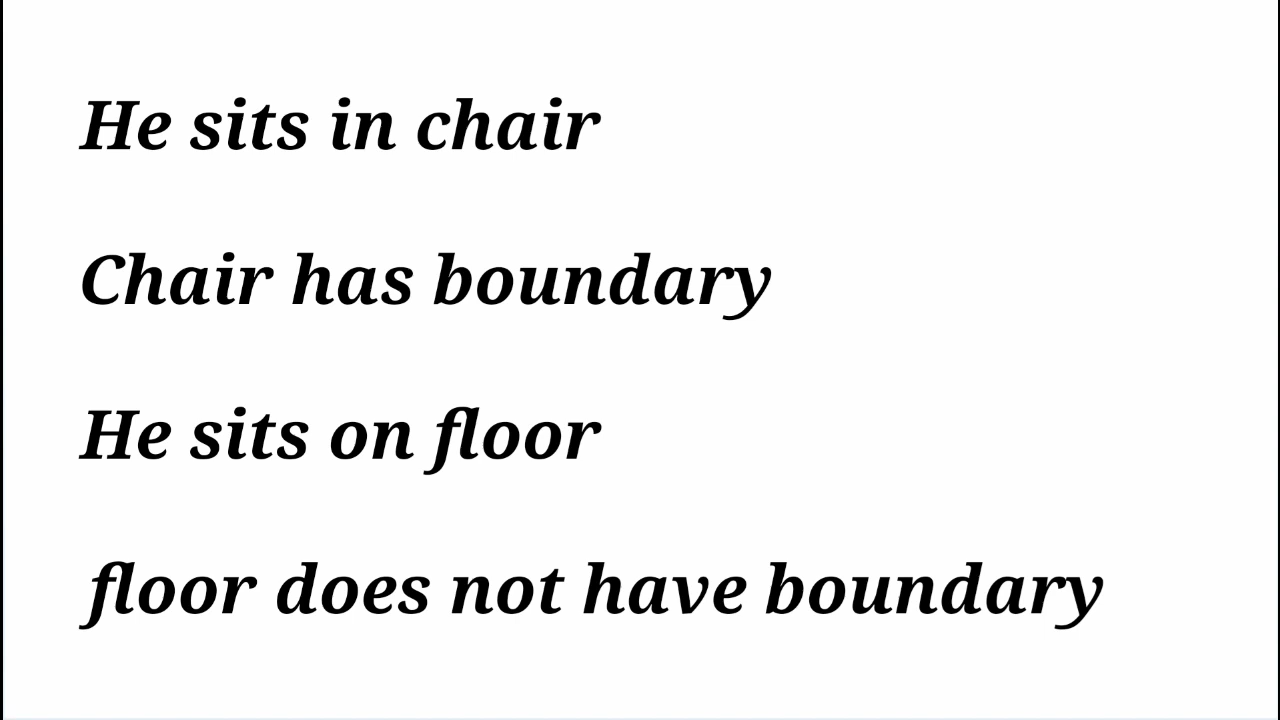 He sits in chair
Chair has boundary
He sits on floor
floor does not have boundary